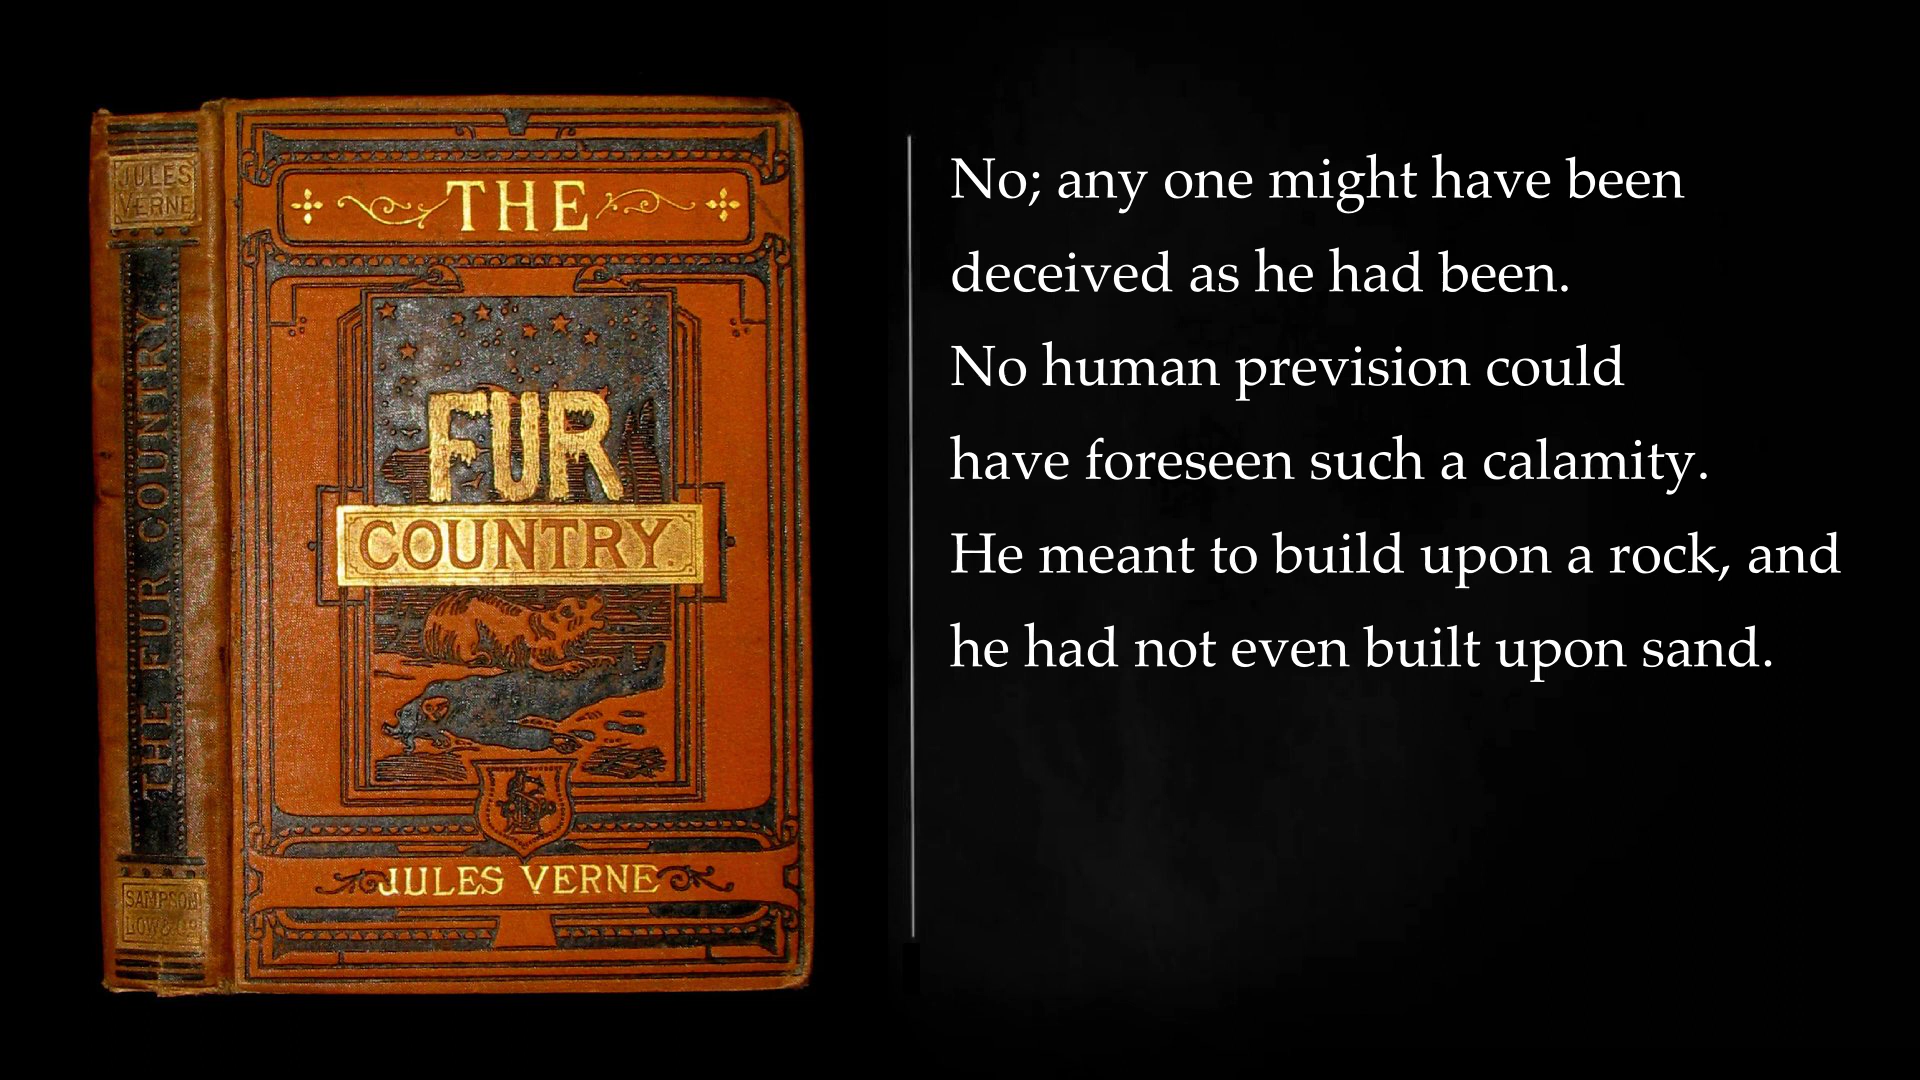 JULES
VERNE
THE FUR COUNTRY.
SAMPSON
LOW & Co
THE
FUR
COUNTRY.
JULES VERNE
No; any one might have been
deceived as he had been.
No human prevision could
have foreseen such a calamity.
He meant to build upon a rock, and
he had not even built upon sand.